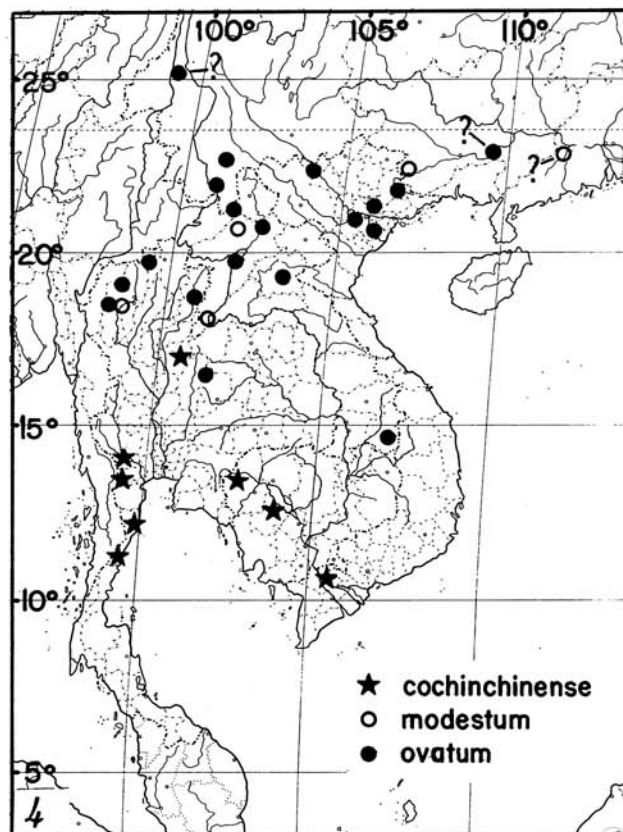 100° 105° 110°
25°
?
?
?
20°
15°
10°
★ cochinchinense
○ modestum
● ovatum
5°
4